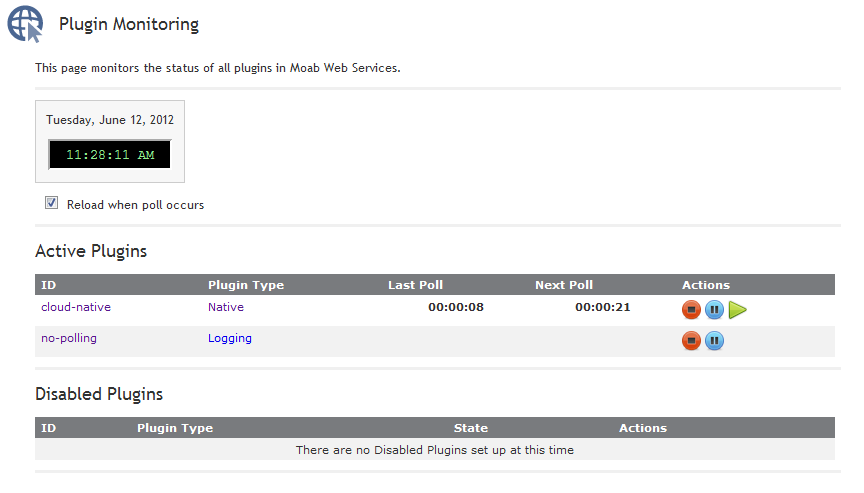 Plugin Monitoring
This page monitors the status of all plugins in Moab Web Services.
Tuesday, June 12, 2012
11:28:11 AM
Reload when poll occurs
Active Plugins
ID Plugin Type Last Poll Next Poll Actions
cloud-native Native 00:00:08 00:00:21
no-polling Logging
Disabled Plugins
ID Plugin Type State Actions
There are no Disabled Plugins set up at this time